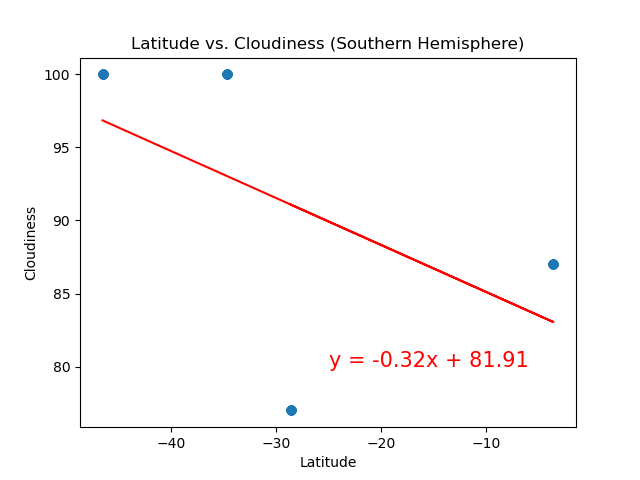 Latitude vs. Cloudiness (Southern Hemisphere)
100
95
90
85
80
Cloudiness
y = -0.32x + 81.91
−40
−30
−20
−10
Latitude